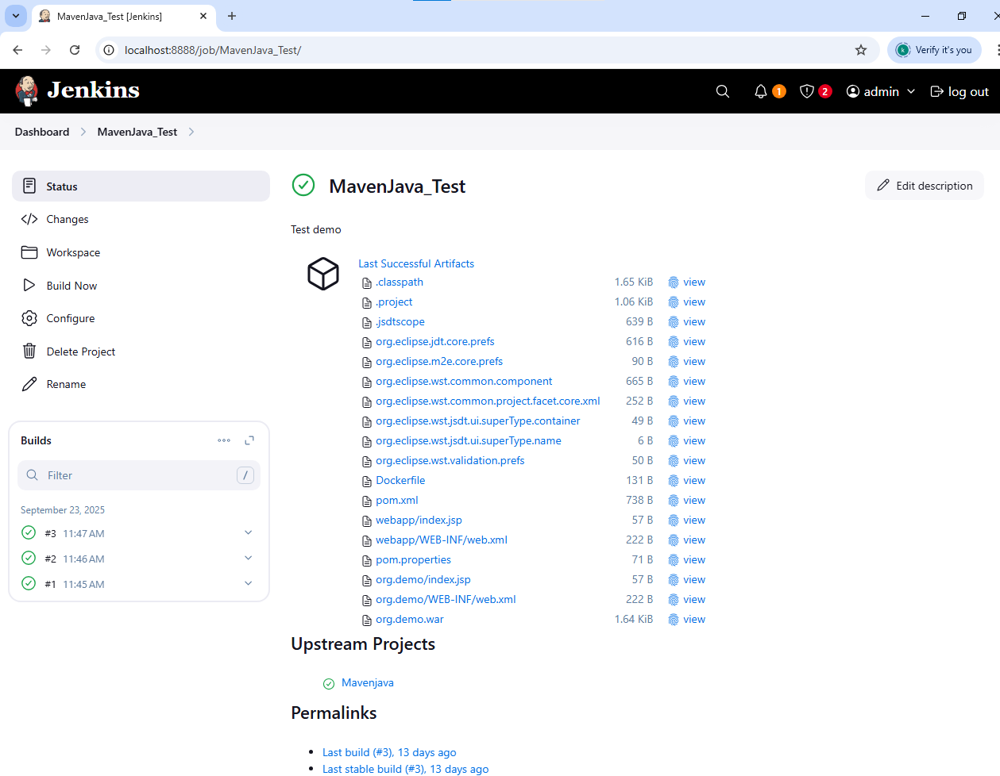 MavenJava_Test [Jenkins]
localhost:8888/job/MavenJava_Test/
k Verify it's you
Jenkins
1 2 admin log out
Dashboard MavenJava_Test
Status
Changes
Workspace
Build Now
Configure
Delete Project
Rename
Builds
Filter /
September 23, 2025
#3 11:47 AM
#2 11:46 AM
#1 11:45 AM
MavenJava_Test
Edit description
Test demo
Last Successful Artifacts
.classpath 1.65 KiB view
.project 1.06 KiB view
.jsdtscope 639 B view
org.eclipse.jdt.core.prefs 616 B view
org.eclipse.m2e.core.prefs 90 B view
org.eclipse.wst.common.component 665 B view
org.eclipse.wst.common.project.facet.core.xml 252 B view
org.eclipse.wst.jsdt.ui.superType.container 49 B view
org.eclipse.wst.jsdt.ui.superType.name 6 B view
org.eclipse.wst.validation.prefs 50 B view
Dockerfile 131 B view
pom.xml 738 B view
webapp/index.jsp 57 B view
webapp/WEB-INF/web.xml 222 B view
pom.properties 71 B view
org.demo/index.jsp 57 B view
org.demo/WEB-INF/web.xml 222 B view
org.demo.war 1.64 KiB view
Upstream Projects
Mavenjava
Permalinks
Last build (#3), 13 days ago
Last stable build (#3), 13 days ago